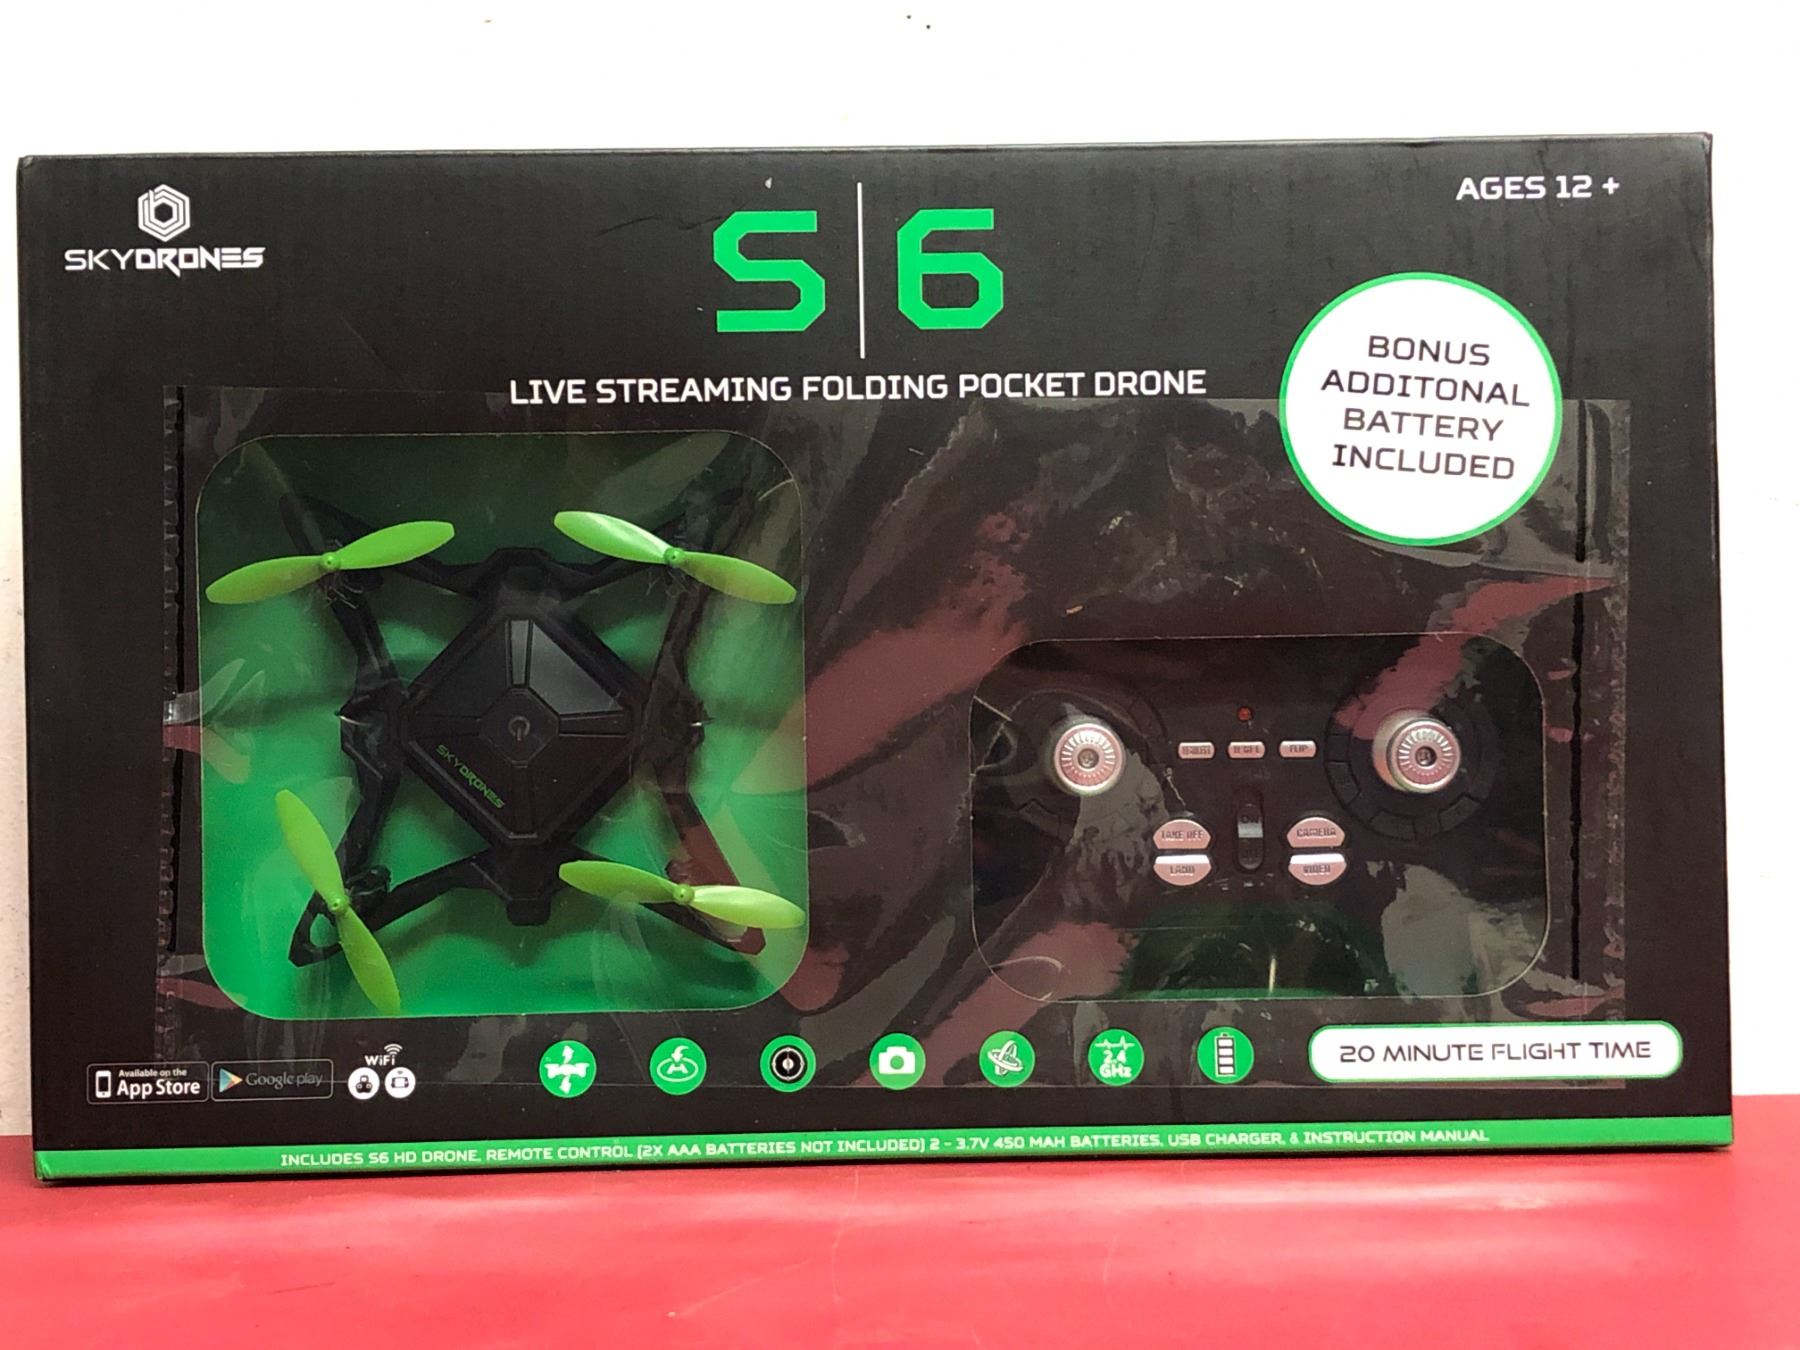 SKYDRONES
S|6
AGES 12 +
LIVE STREAMING FOLDING POCKET DRONE
BONUS
ADDITONAL
BATTERY
INCLUDED
SKYDRONES
FLIP
ON
TAKE OFF
LAND
CAMERA
VIDEO
Available on the
App Store
Google play
WiFi
2.4
GHz
20 MINUTE FLIGHT TIME
INCLUDES S6 HD DRONE, REMOTE CONTROL (2X AAA BATTERIES NOT INCLUDED) 2 - 3.7V 450 MAH BATTERIES, USB CHARGER, & INSTRUCTION MANUAL